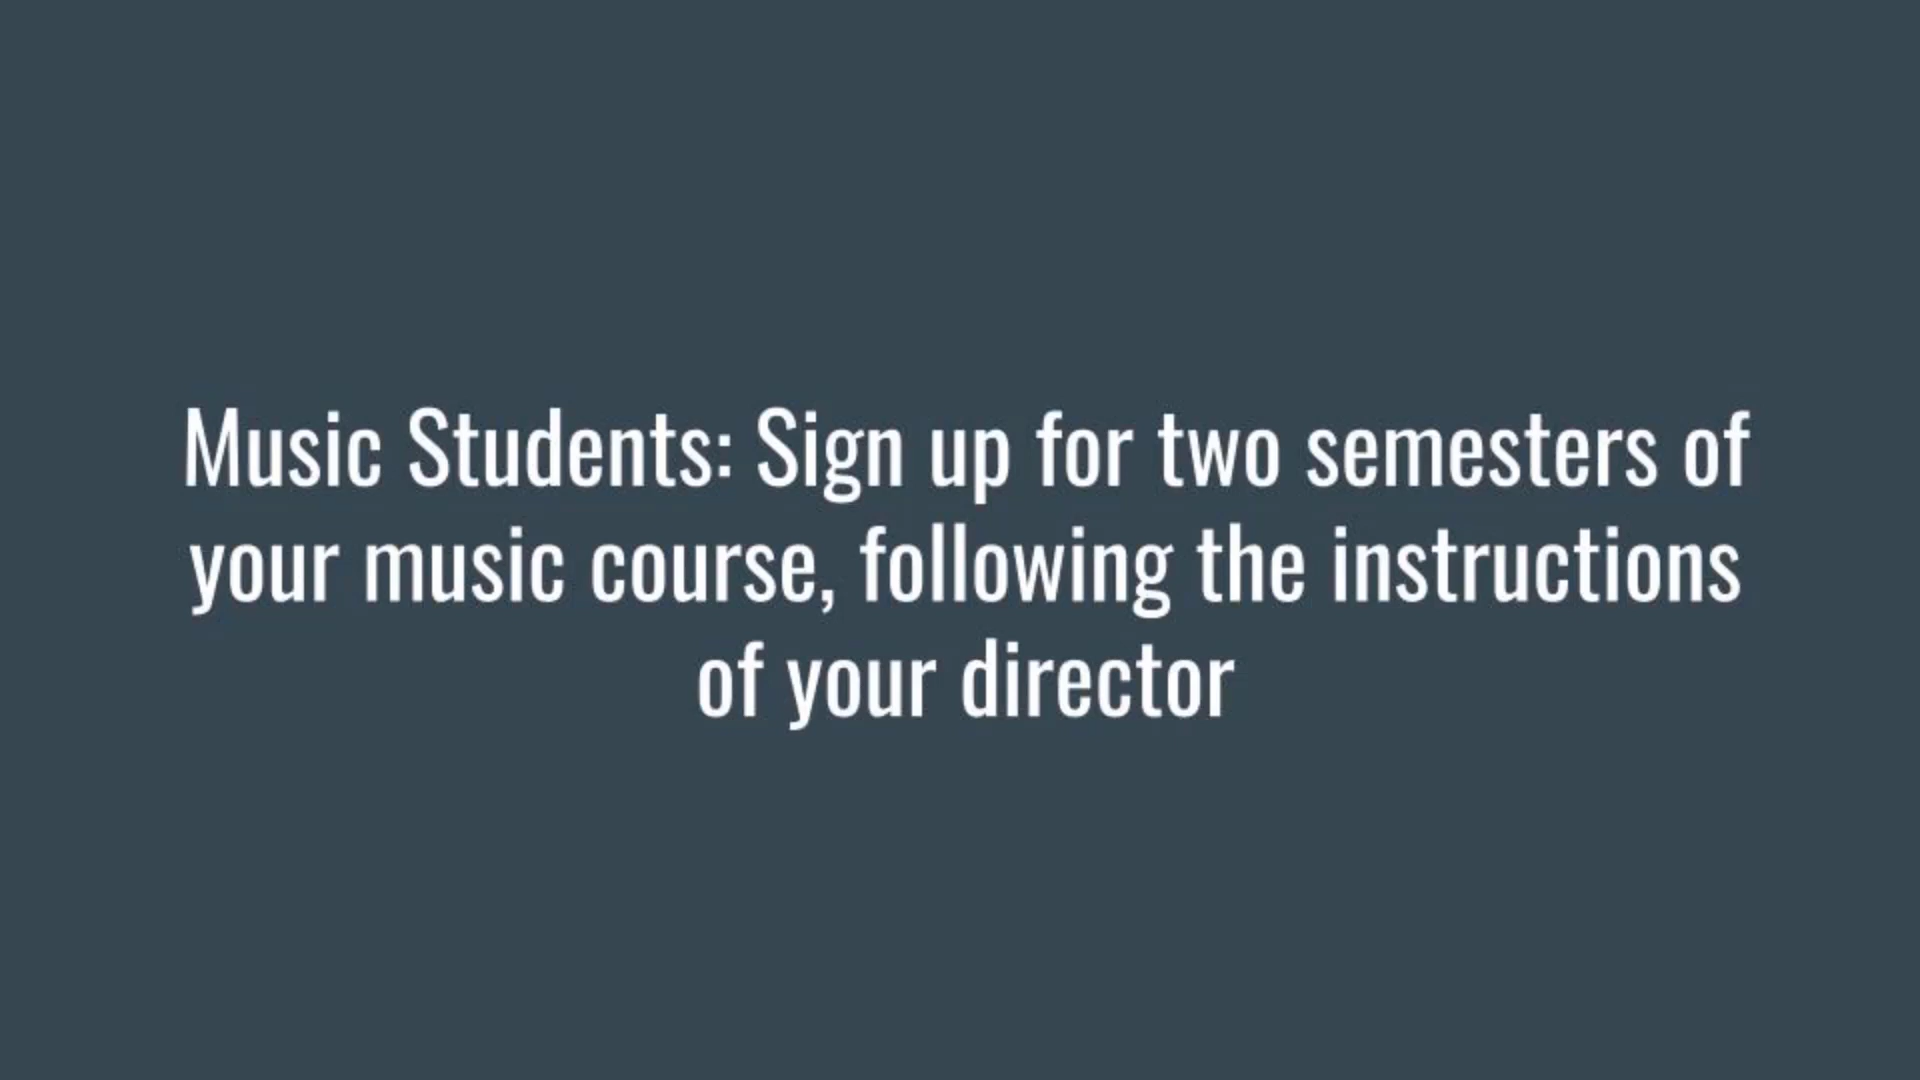 Music Students: Sign up for two semesters of
your music course, following the instructions
of your director